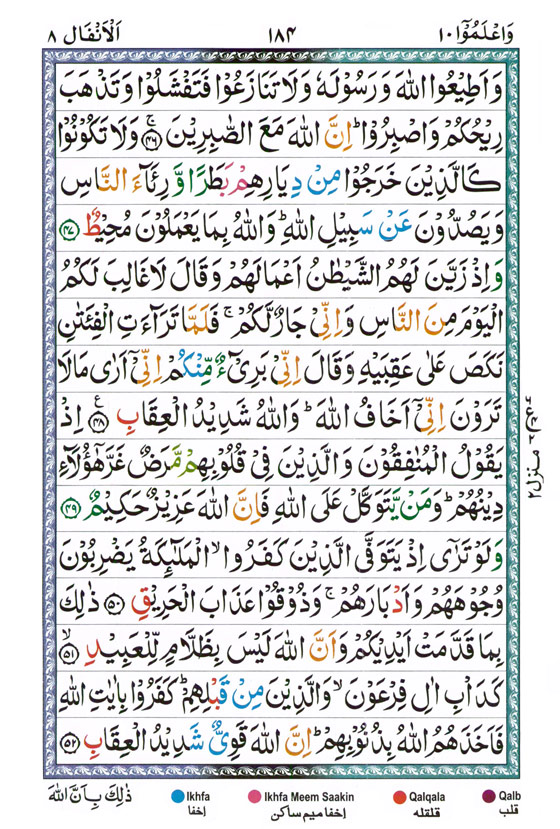 وَاعْلَمُوْٓا ۱۰
۱۸۴
اَلْاَنْفَال ۸
وَاَطِيْعُوا اللّٰهَ وَرَسُوْلَهٗ وَلَا تَنَازَعُوْا فَتَفْشَلُوْا وَتَذْهَبَ
رِيْحُكُمْ وَاصْبِرُوْا ؕ اِنَّ اللّٰهَ مَعَ الصّٰبِرِيْنَ ۚ ﴿۴۶﴾ وَلَا تَكُوْنُوْا
كَالَّذِيْنَ خَرَجُوْا مِنْ دِيَارِهِمْ بَطَرًا وَّرِئَآءَ النَّاسِ
وَيَصُدُّوْنَ عَنْ سَبِيْلِ اللّٰهِ ؕ وَاللّٰهُ بِمَا يَعْمَلُوْنَ مُحِيْطٌ ﴿۴۷﴾
وَاِذْ زَيَّنَ لَهُمُ الشَّيْطٰنُ اَعْمَالَهُمْ وَقَالَ لَا غَالِبَ لَكُمُ
الْيَوْمَ مِنَ النَّاسِ وَاِنِّىْ جَارٌ لَّكُمْ ۚ فَلَمَّا تَرَآءَتِ الْفِئَتٰنِ
نَكَصَ عَلٰى عَقِبَيْهِ وَقَالَ اِنِّىْ بَرِىْٓءٌ مِّنْكُمْ اِنِّىْٓ اَرٰى مَا لَا
تَرَوْنَ اِنِّىْٓ اَخَافُ اللّٰهَ ؕ وَاللّٰهُ شَدِيْدُ الْعِقَابِ ﴿۴۸﴾ ع اِذْ
يَقُوْلُ الْمُنٰفِقُوْنَ وَالَّذِيْنَ فِىْ قُلُوْبِهِمْ مَّرَضٌ غَرَّ هٰٓؤُلَآءِ
دِيْنُهُمْ ؕ وَمَنْ يَّتَوَكَّلْ عَلَى اللّٰهِ فَاِنَّ اللّٰهَ عَزِيْزٌ حَكِيْمٌ ﴿۴۹﴾
وَلَوْ تَرٰٓى اِذْ يَتَوَفَّى الَّذِيْنَ كَفَرُوا ۙ الْمَلٰٓئِكَةُ يَضْرِبُوْنَ
وُجُوْهَهُمْ وَاَدْبَارَهُمْ ۚ وَذُوْقُوْا عَذَابَ الْحَرِيْقِ ﴿۵۰﴾ ذٰلِكَ
بِمَا قَدَّمَتْ اَيْدِيْكُمْ وَاَنَّ اللّٰهَ لَيْسَ بِظَلَّامٍ لِّلْعَبِيْدِ ۙ ﴿۵۱﴾
كَدَاْبِ اٰلِ فِرْعَوْنَ ۙ وَالَّذِيْنَ مِنْ قَبْلِهِمْ ؕ كَفَرُوْا بِاٰيٰتِ اللّٰهِ
فَاَخَذَهُمُ اللّٰهُ بِذُنُوْبِهِمْ ؕ اِنَّ اللّٰهَ قَوِىٌّ شَدِيْدُ الْعِقَابِ ﴿۵۲﴾
منزل ۲
ذٰلِكَ بِاَنَّ اللّٰهَ
Ikhfa
اخفا
Ikhfa Meem Saakin
اخفا میم ساکن
Qalqala
قلقله
Qalb
قلب